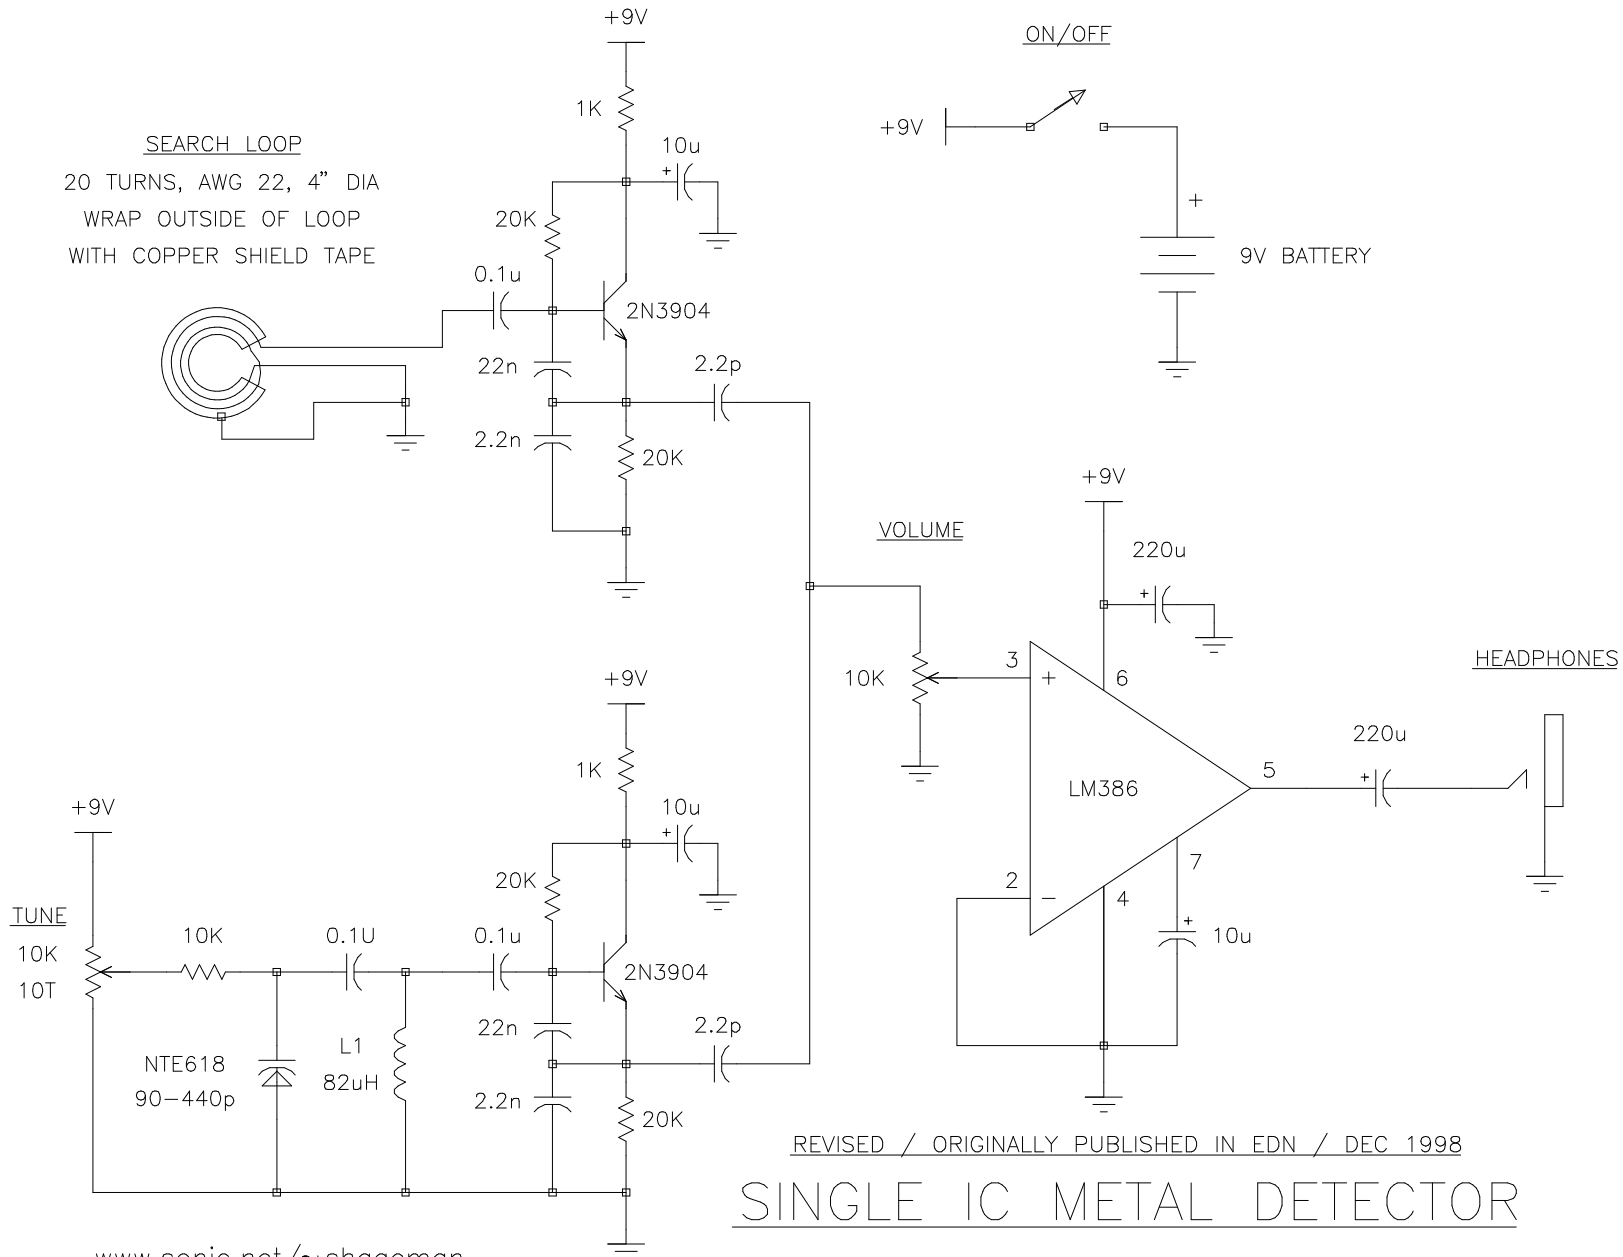 +9V
ON/OFF
1K
+9V
SEARCH LOOP
10u
20 TURNS, AWG 22, 4" DIA
+
+
WRAP OUTSIDE OF LOOP
20K
WITH COPPER SHIELD TAPE
9V BATTERY
0.1u
2N3904
22n
2.2p
2.2n
20K
+9V
VOLUME
220u
+
HEADPHONES
3
10K
+
6
+9V
220u
1K
5
LM386
+
+9V
10u
+
7
20K
2
−
4
TUNE
10K
10K
0.1U
0.1u
+
10u
10T
2N3904
22n
2.2p
L1
NTE618
82uH
90−440p
2.2n
20K
REVISED / ORIGINALLY PUBLISHED IN EDN / DEC 1998
SINGLE IC METAL DETECTOR